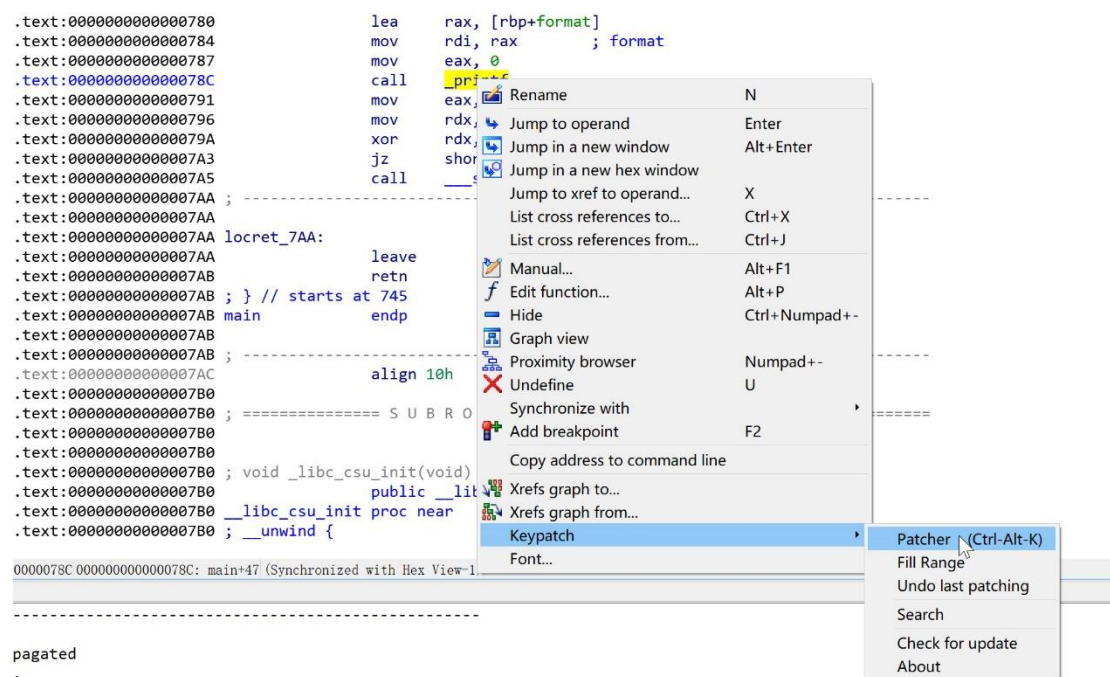 .text:0000000000000780 lea rax, [rbp+format]
.text:0000000000000784 mov rdi, rax ; format
.text:0000000000000787 mov eax, 0
.text:000000000000078C call _printf
.text:0000000000000791 mov eax,
.text:0000000000000796 mov rdx,
.text:000000000000079A xor rdx,
.text:00000000000007A3 jz shor
.text:00000000000007A5 call ___s
.text:00000000000007AA ; ---------------------------------------------------------------------------
.text:00000000000007AA
.text:00000000000007AA locret_7AA:
.text:00000000000007AA leave
.text:00000000000007AB retn
.text:00000000000007AB ; } // starts at 745
.text:00000000000007AB main endp
.text:00000000000007AB
.text:00000000000007AB ; ---------------------------------------------------------------------------
.text:00000000000007AC align 10h
.text:00000000000007B0
.text:00000000000007B0 ; =============== S U B R O
.text:00000000000007B0
.text:00000000000007B0
.text:00000000000007B0 ; void _libc_csu_init(void)
.text:00000000000007B0 public __lib
.text:00000000000007B0 __libc_csu_init proc near
.text:00000000000007B0 ; __unwind {
0000078C 000000000000078C: main+47 (Synchronized with Hex View-1
-------------------------------------------------
pagated
Rename N
Jump to operand Enter
Jump in a new window Alt+Enter
Jump in a new hex window
Jump to xref to operand... X
List cross references to... Ctrl+X
List cross references from... Ctrl+J
Manual... Alt+F1
Edit function... Alt+P
Hide Ctrl+Numpad+-
Graph view
Proximity browser Numpad+-
Undefine U
Synchronize with
Add breakpoint F2
Copy address to command line
Xrefs graph to...
Xrefs graph from...
Keypatch
Font...
Patcher (Ctrl-Alt-K)
Fill Range
Undo last patching
Search
Check for update
About